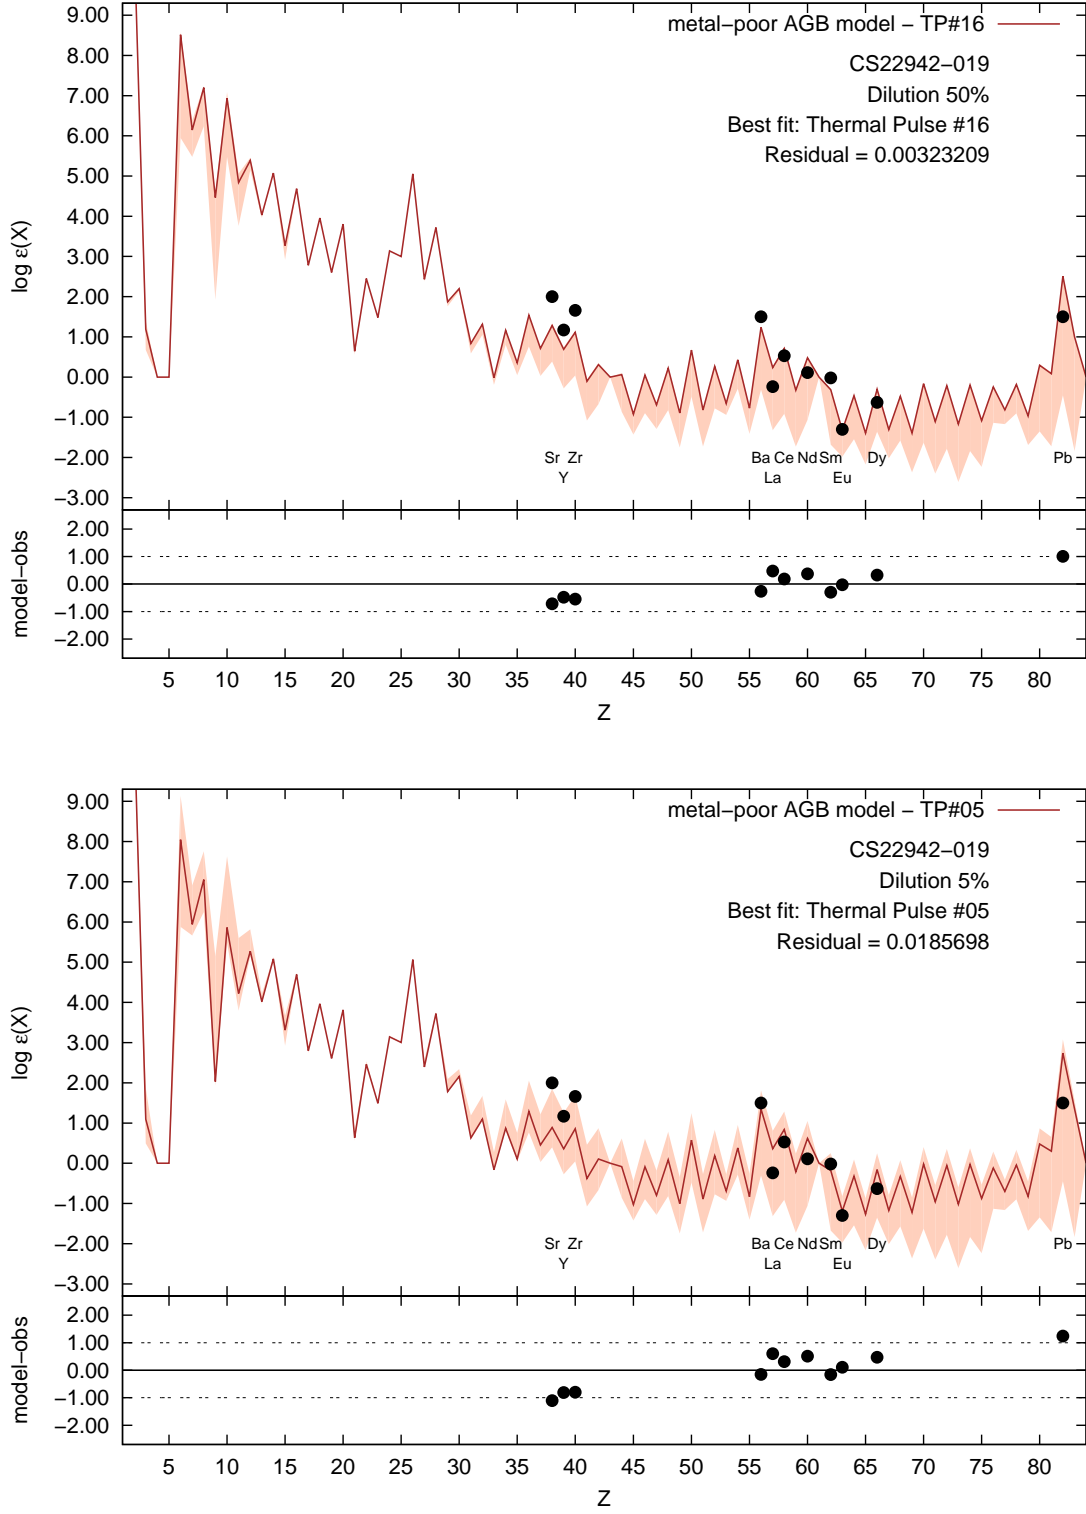 9.00
metal−poor AGB model − TP#16
8.00
CS22942−019
7.00
Dilution 50%
6.00
Best fit: Thermal Pulse #16
Residual = 0.00323209
5.00
4.00
log ε(X)
3.00
2.00
1.00
0.00
−1.00
−2.00
Sr Zr
Ba Ce Nd Sm Dy Pb
Y
La Eu
−3.00
2.00
1.00
model−obs
0.00
−1.00
−2.00
5 10 15 20 25 30 35 40 45 50 55 60 65 70 75 80
Z
9.00
metal−poor AGB model − TP#05
8.00
CS22942−019
7.00
Dilution 5%
6.00
Best fit: Thermal Pulse #05
Residual = 0.0185698
5.00
4.00
log ε(X)
3.00
2.00
1.00
0.00
−1.00
−2.00
Sr Zr
Ba Ce Nd Sm Dy Pb
Y
La Eu
−3.00
2.00
1.00
model−obs
0.00
−1.00
−2.00
5 10 15 20 25 30 35 40 45 50 55 60 65 70 75 80
Z